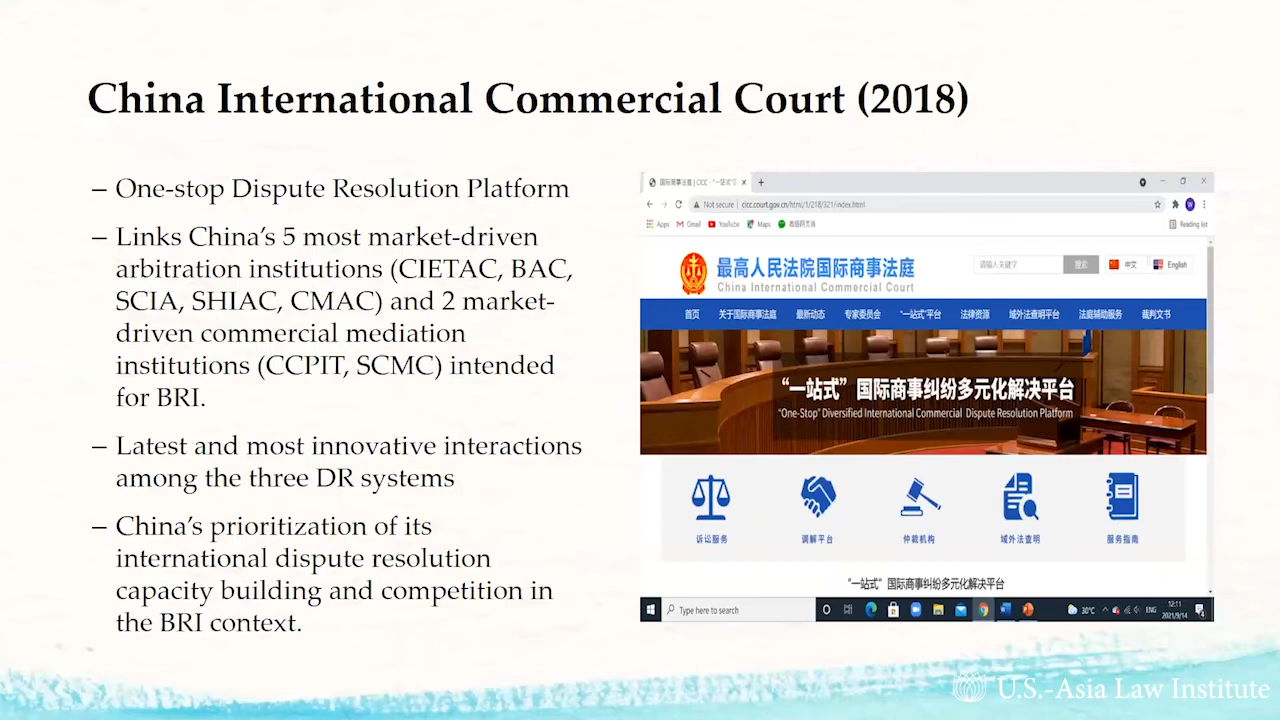 China International Commercial Court (2018)
– One-stop Dispute Resolution Platform
– Links China’s 5 most market-driven
arbitration institutions (CIETAC, BAC,
SCIA, SHIAC, CMAC) and 2 market-
driven commercial mediation
institutions (CCPIT, SCMC) intended
for BRI.
– Latest and most innovative interactions
among the three DR systems
– China’s prioritization of its
international dispute resolution
capacity building and competition in
the BRI context.
国际商事法庭 | CICC - “一站式”国
Not secure | cicc.court.gov.cn/html/1/218/321/index.html
Apps Gmail YouTube Maps Reading list
最高人民法院国际商事法庭
China International Commercial Court
请输入关键字 搜索 中文 English
首页 关于国际商事法庭 最新动态 专家委员会 “一站式”平台 法律资源 域外法查明平台 法庭辅助服务 裁判文书
“一站式”国际商事纠纷多元化解决平台
“One-Stop” Diversified International Commercial Dispute Resolution Platform
诉讼服务 调解平台 仲裁机构 域外法查明 服务指南
“一站式”国际商事纠纷多元化解决平台
Type here to search
30°C ENG 12:11
2021/9/14
U.S.-Asia Law Institute